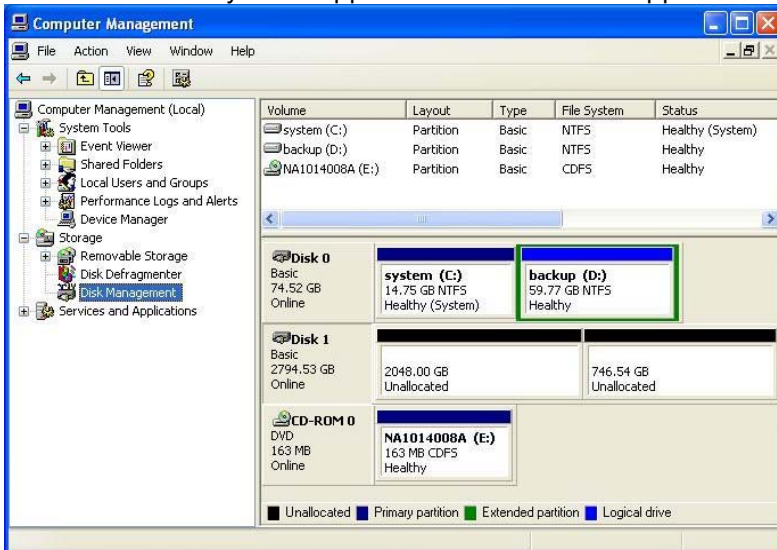 Computer Management
File Action View Window Help
Computer Management (Local)
System Tools
Event Viewer
Shared Folders
Local Users and Groups
Performance Logs and Alerts
Device Manager
Storage
Removable Storage
Disk Defragmenter
Disk Management
Services and Applications
Volume Layout Type File System Status
system (C:) Partition Basic NTFS Healthy (System)
backup (D:) Partition Basic NTFS Healthy
NA1014008A (E:) Partition Basic CDFS Healthy
Disk 0
Basic
74.52 GB
Online
system (C:)
14.75 GB NTFS
Healthy (System)
backup (D:)
59.77 GB NTFS
Healthy
Disk 1
Basic
2794.53 GB
Online
2048.00 GB
Unallocated
746.54 GB
Unallocated
CD-ROM 0
DVD
163 MB
Online
NA1014008A (E:)
163 MB CDFS
Healthy
Unallocated Primary partition Extended partition Logical drive